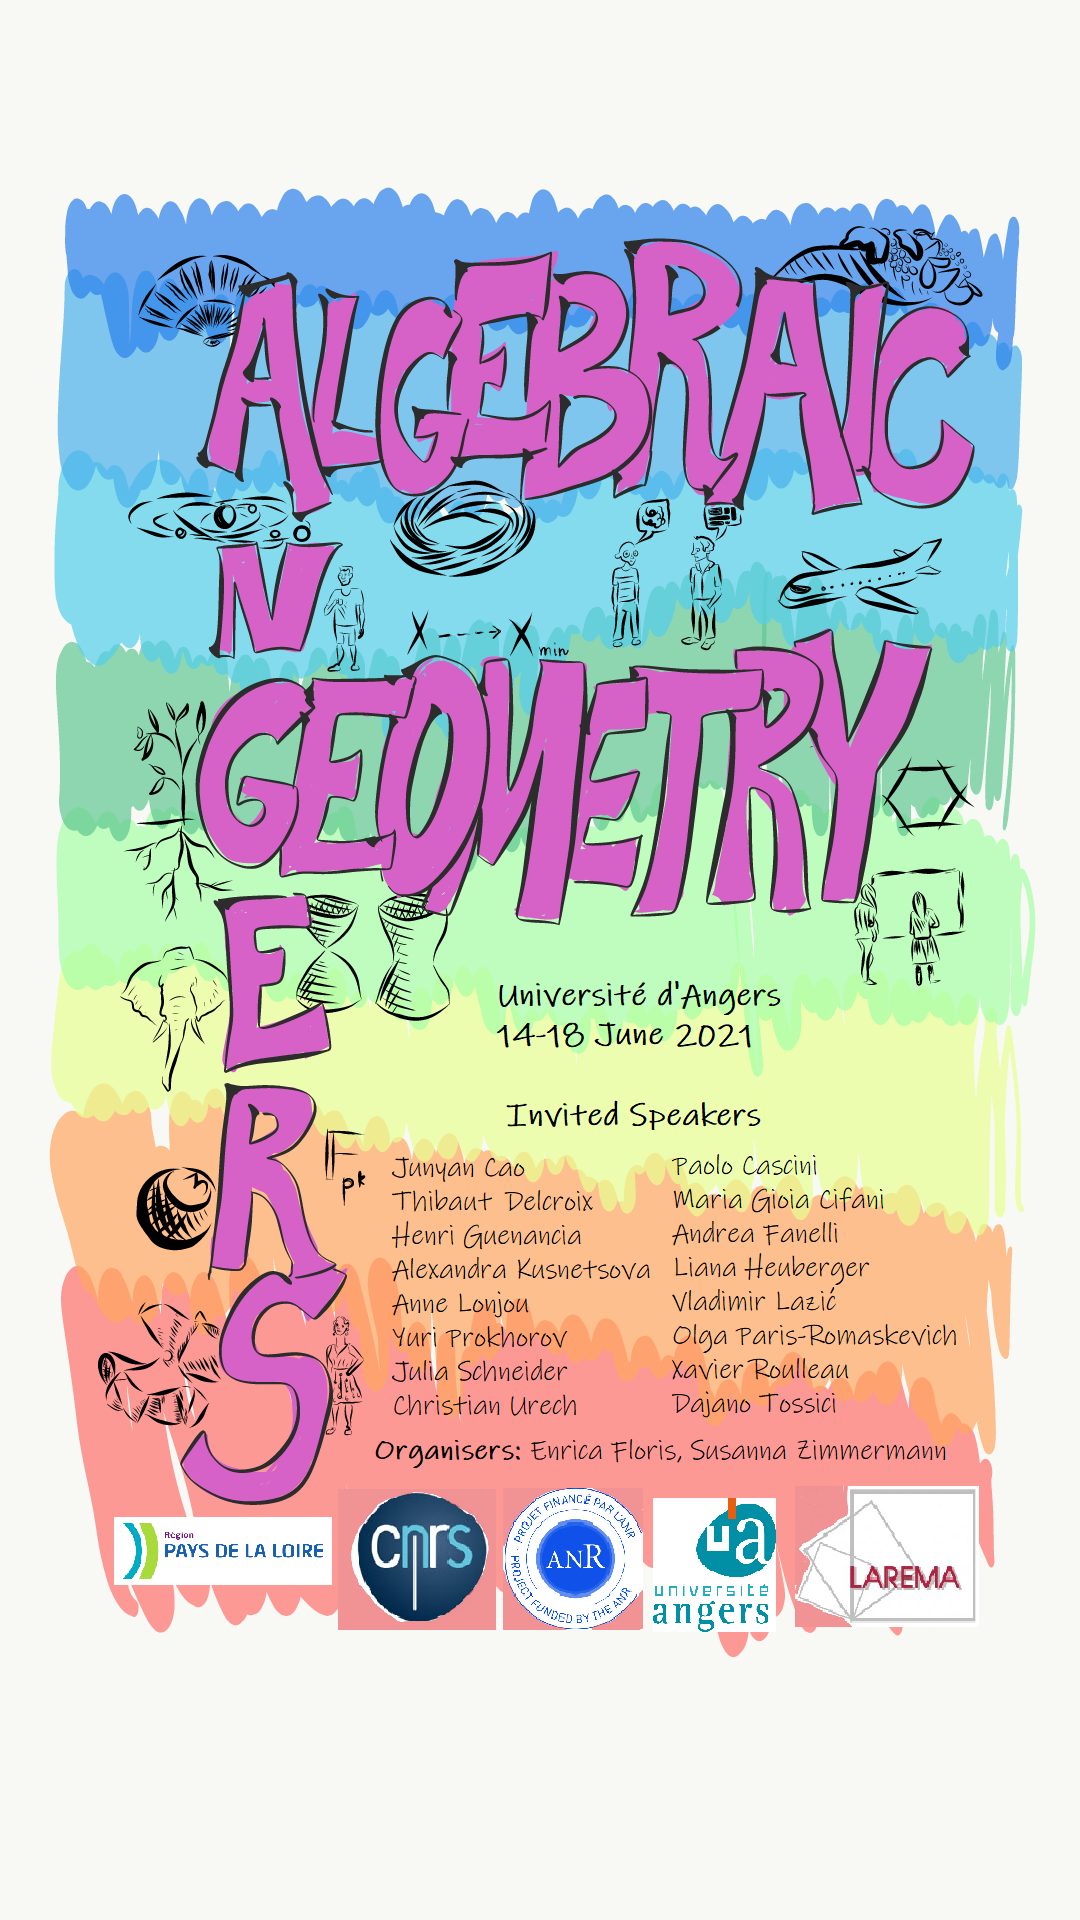 ALGEBRAIC
GEOMETRY
ANGERS
X ---> X min
F pk
Université d'Angers
14-18 June 2021
Invited Speakers
Junyan Cao
Thibaut Delcroix
Henri Guenancia
Alexandra Kusnetsova
Anne Lonjou
Yuri Prokhorov
Julia Schneider
Christian Urech
Paolo Cascini
Maria Gioia Cifani
Andrea Fanelli
Liana Heuberger
Vladimir Lazić
Olga Paris-Romaskevich
Xavier Roulleau
Dajano Tossici
Organisers: Enrica Floris, Susanna Zimmermann
Région
PAYS DE LA LOIRE
cnrs
PROJET FINANCÉ PAR L'ANR
ANR
PROJECT FUNDED BY THE ANR
ua
université
angers
LAREMA